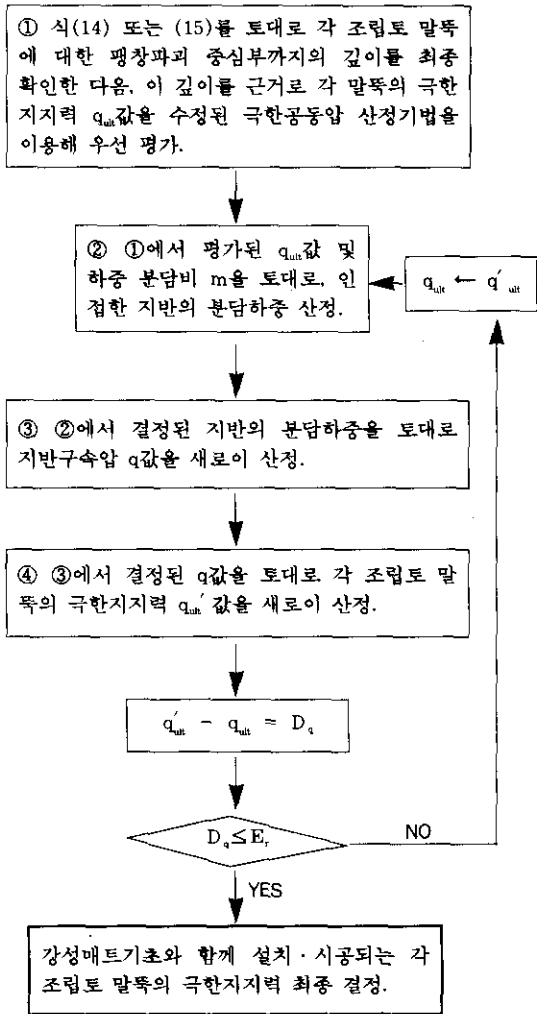 ① 식(14) 또는 (15)를 토대로 각 조립토 말뚝
에 대한 팽창파괴 중심부까지의 깊이를 최종
확인한 다음, 이 깊이를 근거로 각 말뚝의 극한
지지력 qult값을 수정된 극한공동압 산정기법을
이용해 우선 평가.
② ①에서 평가된 qult값 및
하중 분담비 m을 토대로, 인
접한 지반의 분담하중 산정.
qult ← q′ult
③ ②에서 결정된 지반의 분담하중을 토대로
지반구속압 q값을 새로이 산정.
④ ③에서 결정된 q값을 토대로 각 조립토 말
뚝의 극한지지력 qult′ 값을 새로이 산정.
q′ult - qult = Dq
Dq≤Er
NO
YES
강성매트기초와 함께 설치·시공되는 각
조립토 말뚝의 극한지지력 최종 결정.